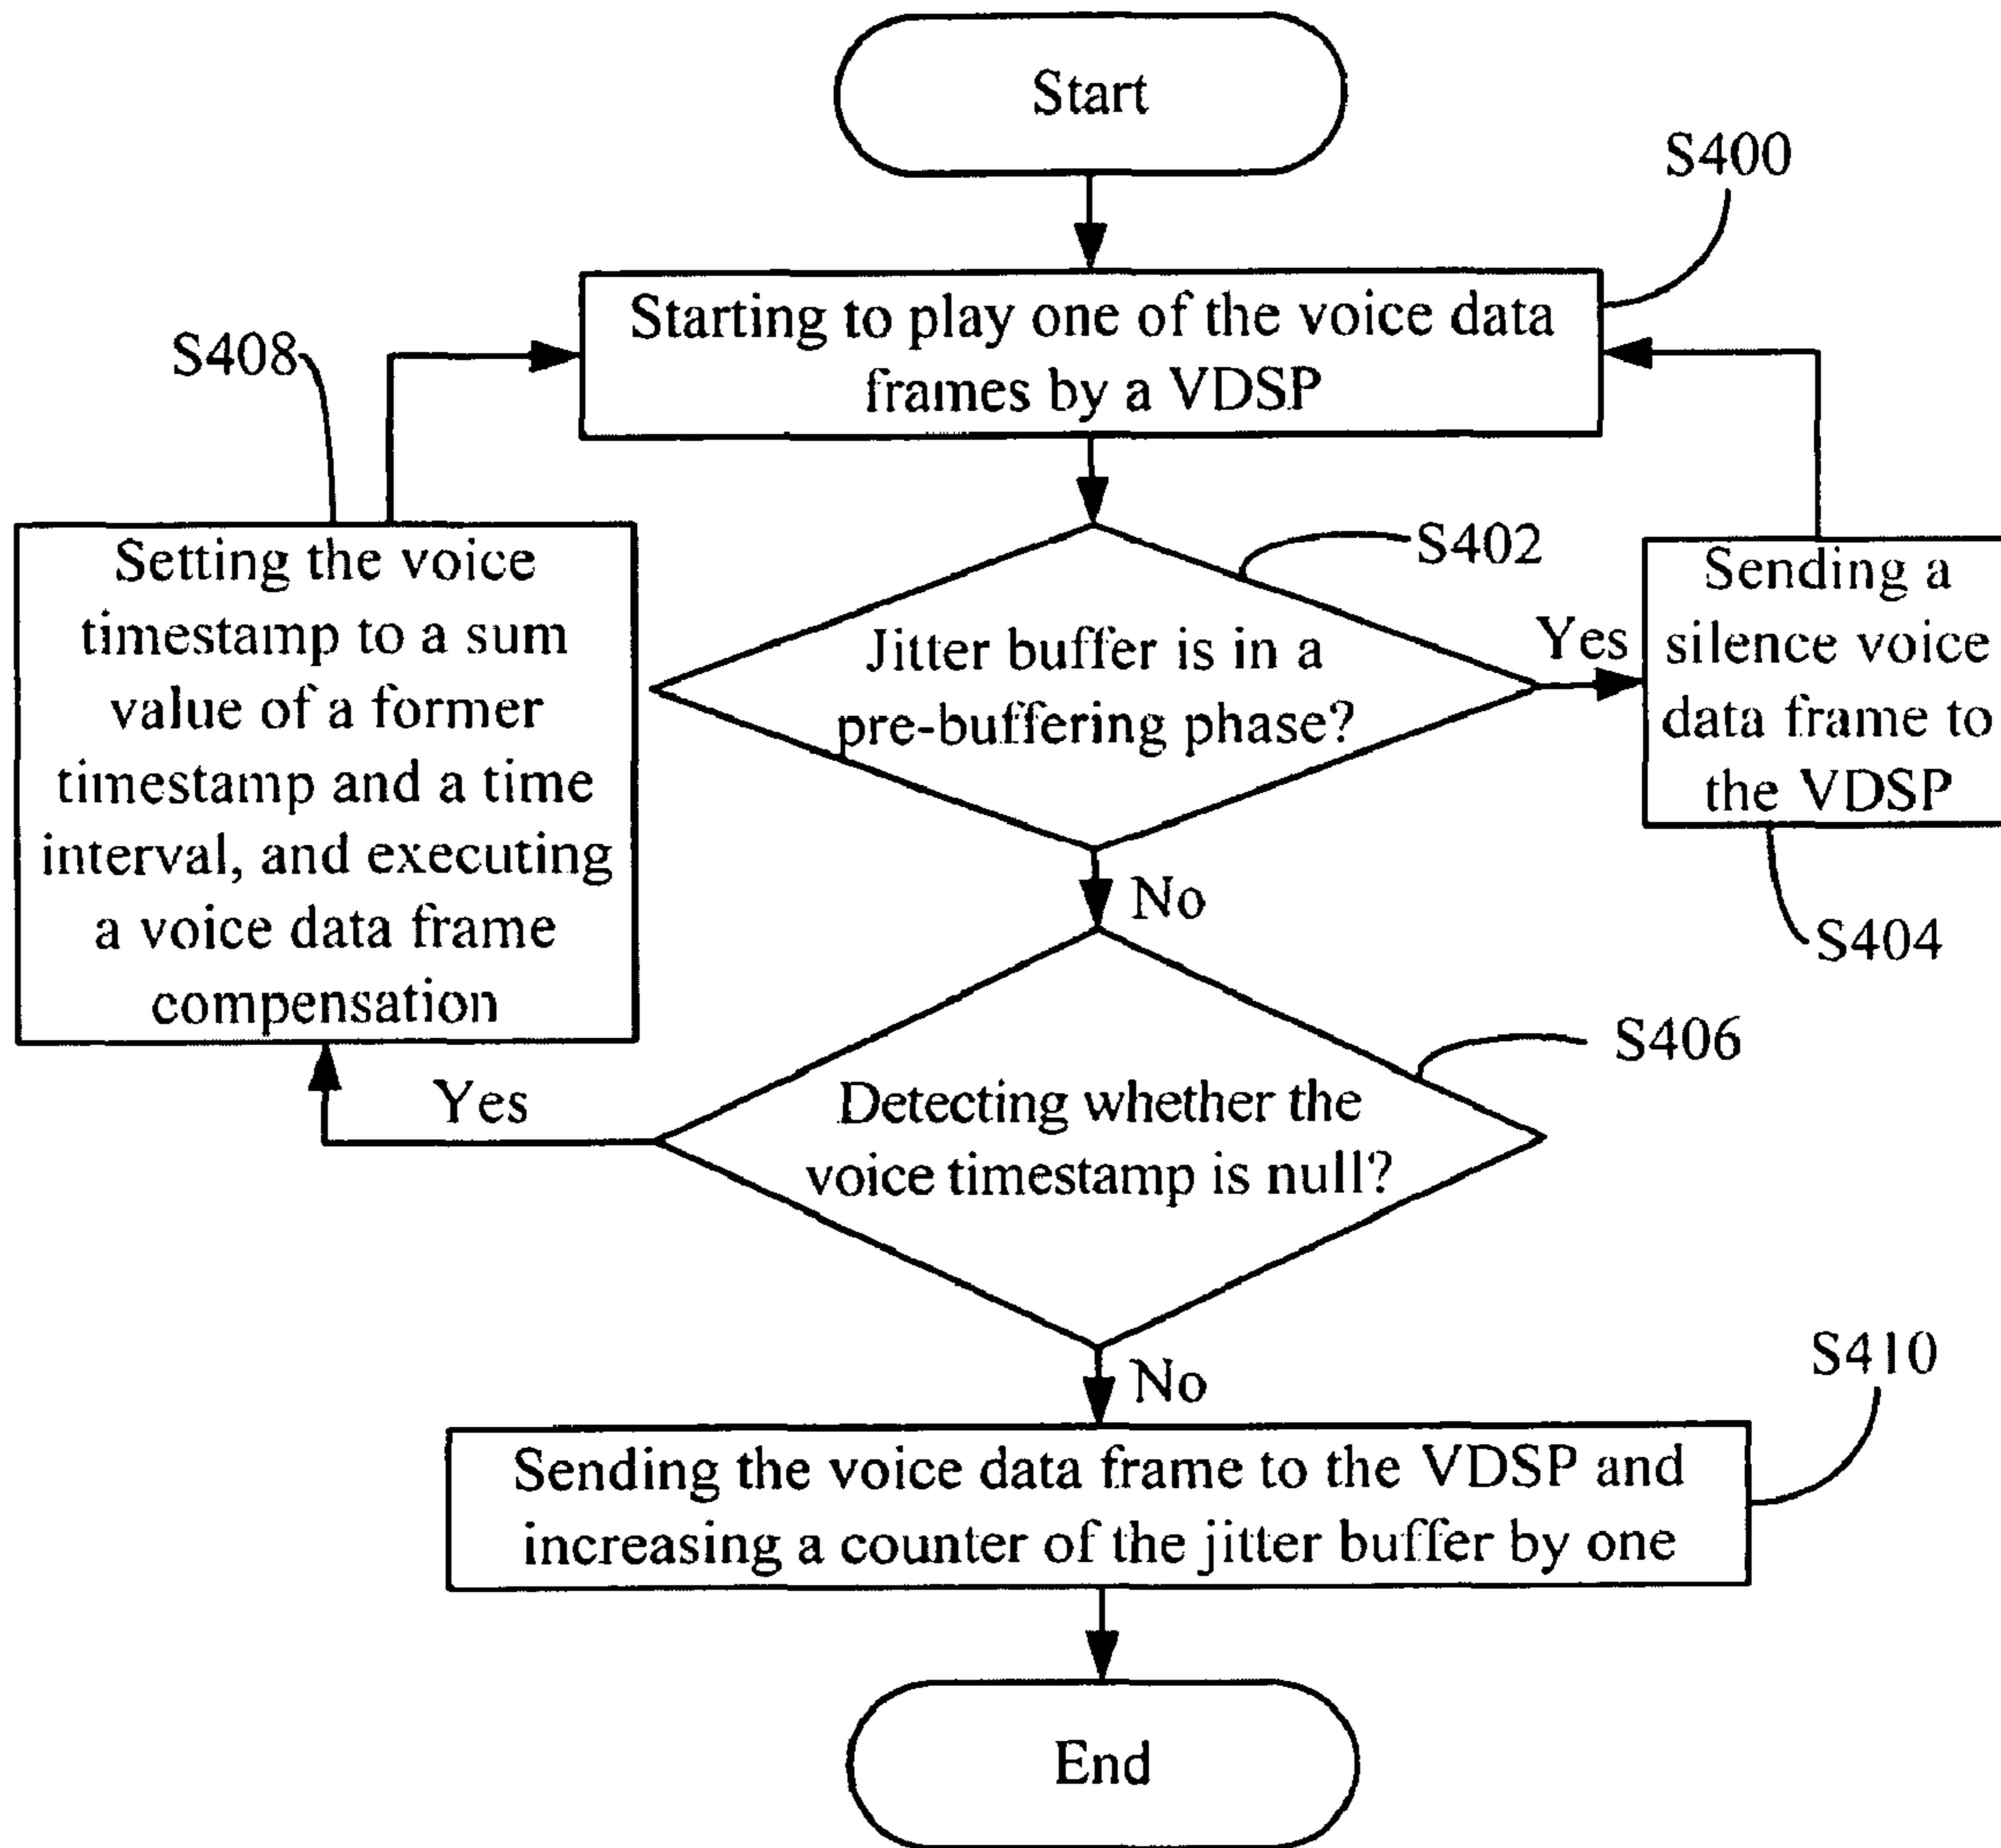 Start
S400
Starting to play one of the voice data
frames by a VDSP
S408
S402
Jitter buffer is in a
pre-buffering phase?
Yes
Sending a
silence voice
data frame to
the VDSP
S404
Setting the voice
timestamp to a sum
value of a former
timestamp and a time
interval, and executing
a voice data frame
compensation
No
S406
Detecting whether the
voice timestamp is null?
Yes
No
S410
Sending the voice data frame to the VDSP and
increasing a counter of the jitter buffer by one
End